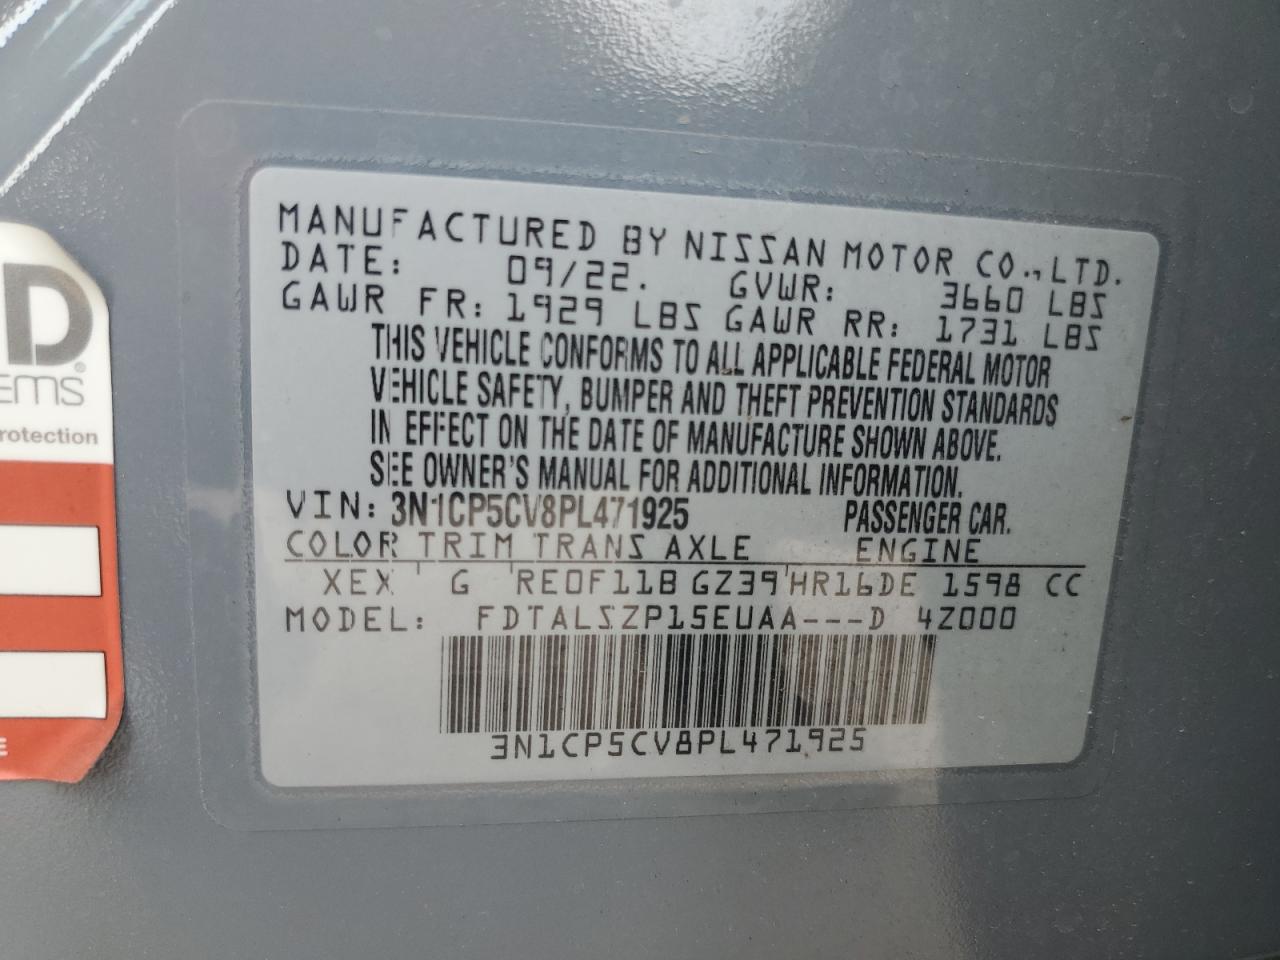 MANUFACTURED BY NISSAN MOTOR CO., LTD.
DATE: 09/22. GVWR: 3660 LBS
GAWR FR: 1929 LBS GAWR RR: 1731 LBS
THIS VEHICLE CONFORMS TO ALL APPLICABLE FEDERAL MOTOR
VEHICLE SAFETY, BUMPER AND THEFT PREVENTION STANDARDS
IN EFFECT ON THE DATE OF MANUFACTURE SHOWN ABOVE.
SEE OWNER'S MANUAL FOR ADDITIONAL INFORMATION.
VIN: 3N1CP5CV8PL471925 PASSENGER CAR.
COLOR TRIM TRANS AXLE ENGINE
XEX G RE0F11B GZ39 HR16DE 1598 CC
MODEL: FDTALSZP15EUAA---D 4Z000
3N1CP5CV8PL471925
D®
EMS
rotection
E